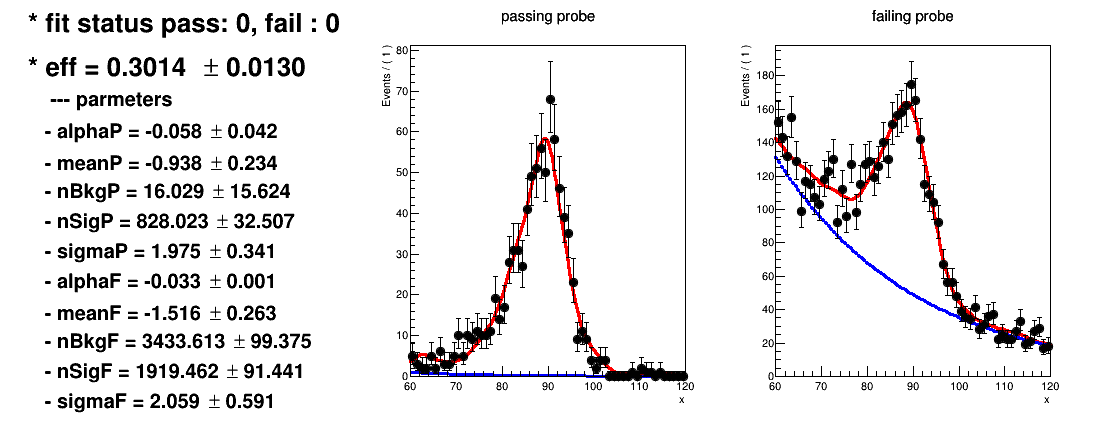 * fit status pass: 0, fail : 0
* eff = 0.3014 ± 0.0130
--- parmeters
- alphaP = -0.058 ± 0.042
- meanP = -0.938 ± 0.234
- nBkgP = 16.029 ± 15.624
- nSigP = 828.023 ± 32.507
- sigmaP = 1.975 ± 0.341
- alphaF = -0.033 ± 0.001
- meanF = -1.516 ± 0.263
- nBkgF = 3433.613 ± 99.375
- nSigF = 1919.462 ± 91.441
- sigmaF = 2.059 ± 0.591
passing probe
Events / ( 1 )
80
70
60
50
40
30
20
10
0
60 70 80 90 100 110 120
x
failing probe
Events / ( 1 )
180
160
140
120
100
80
60
40
20
0
60 70 80 90 100 110 120
x